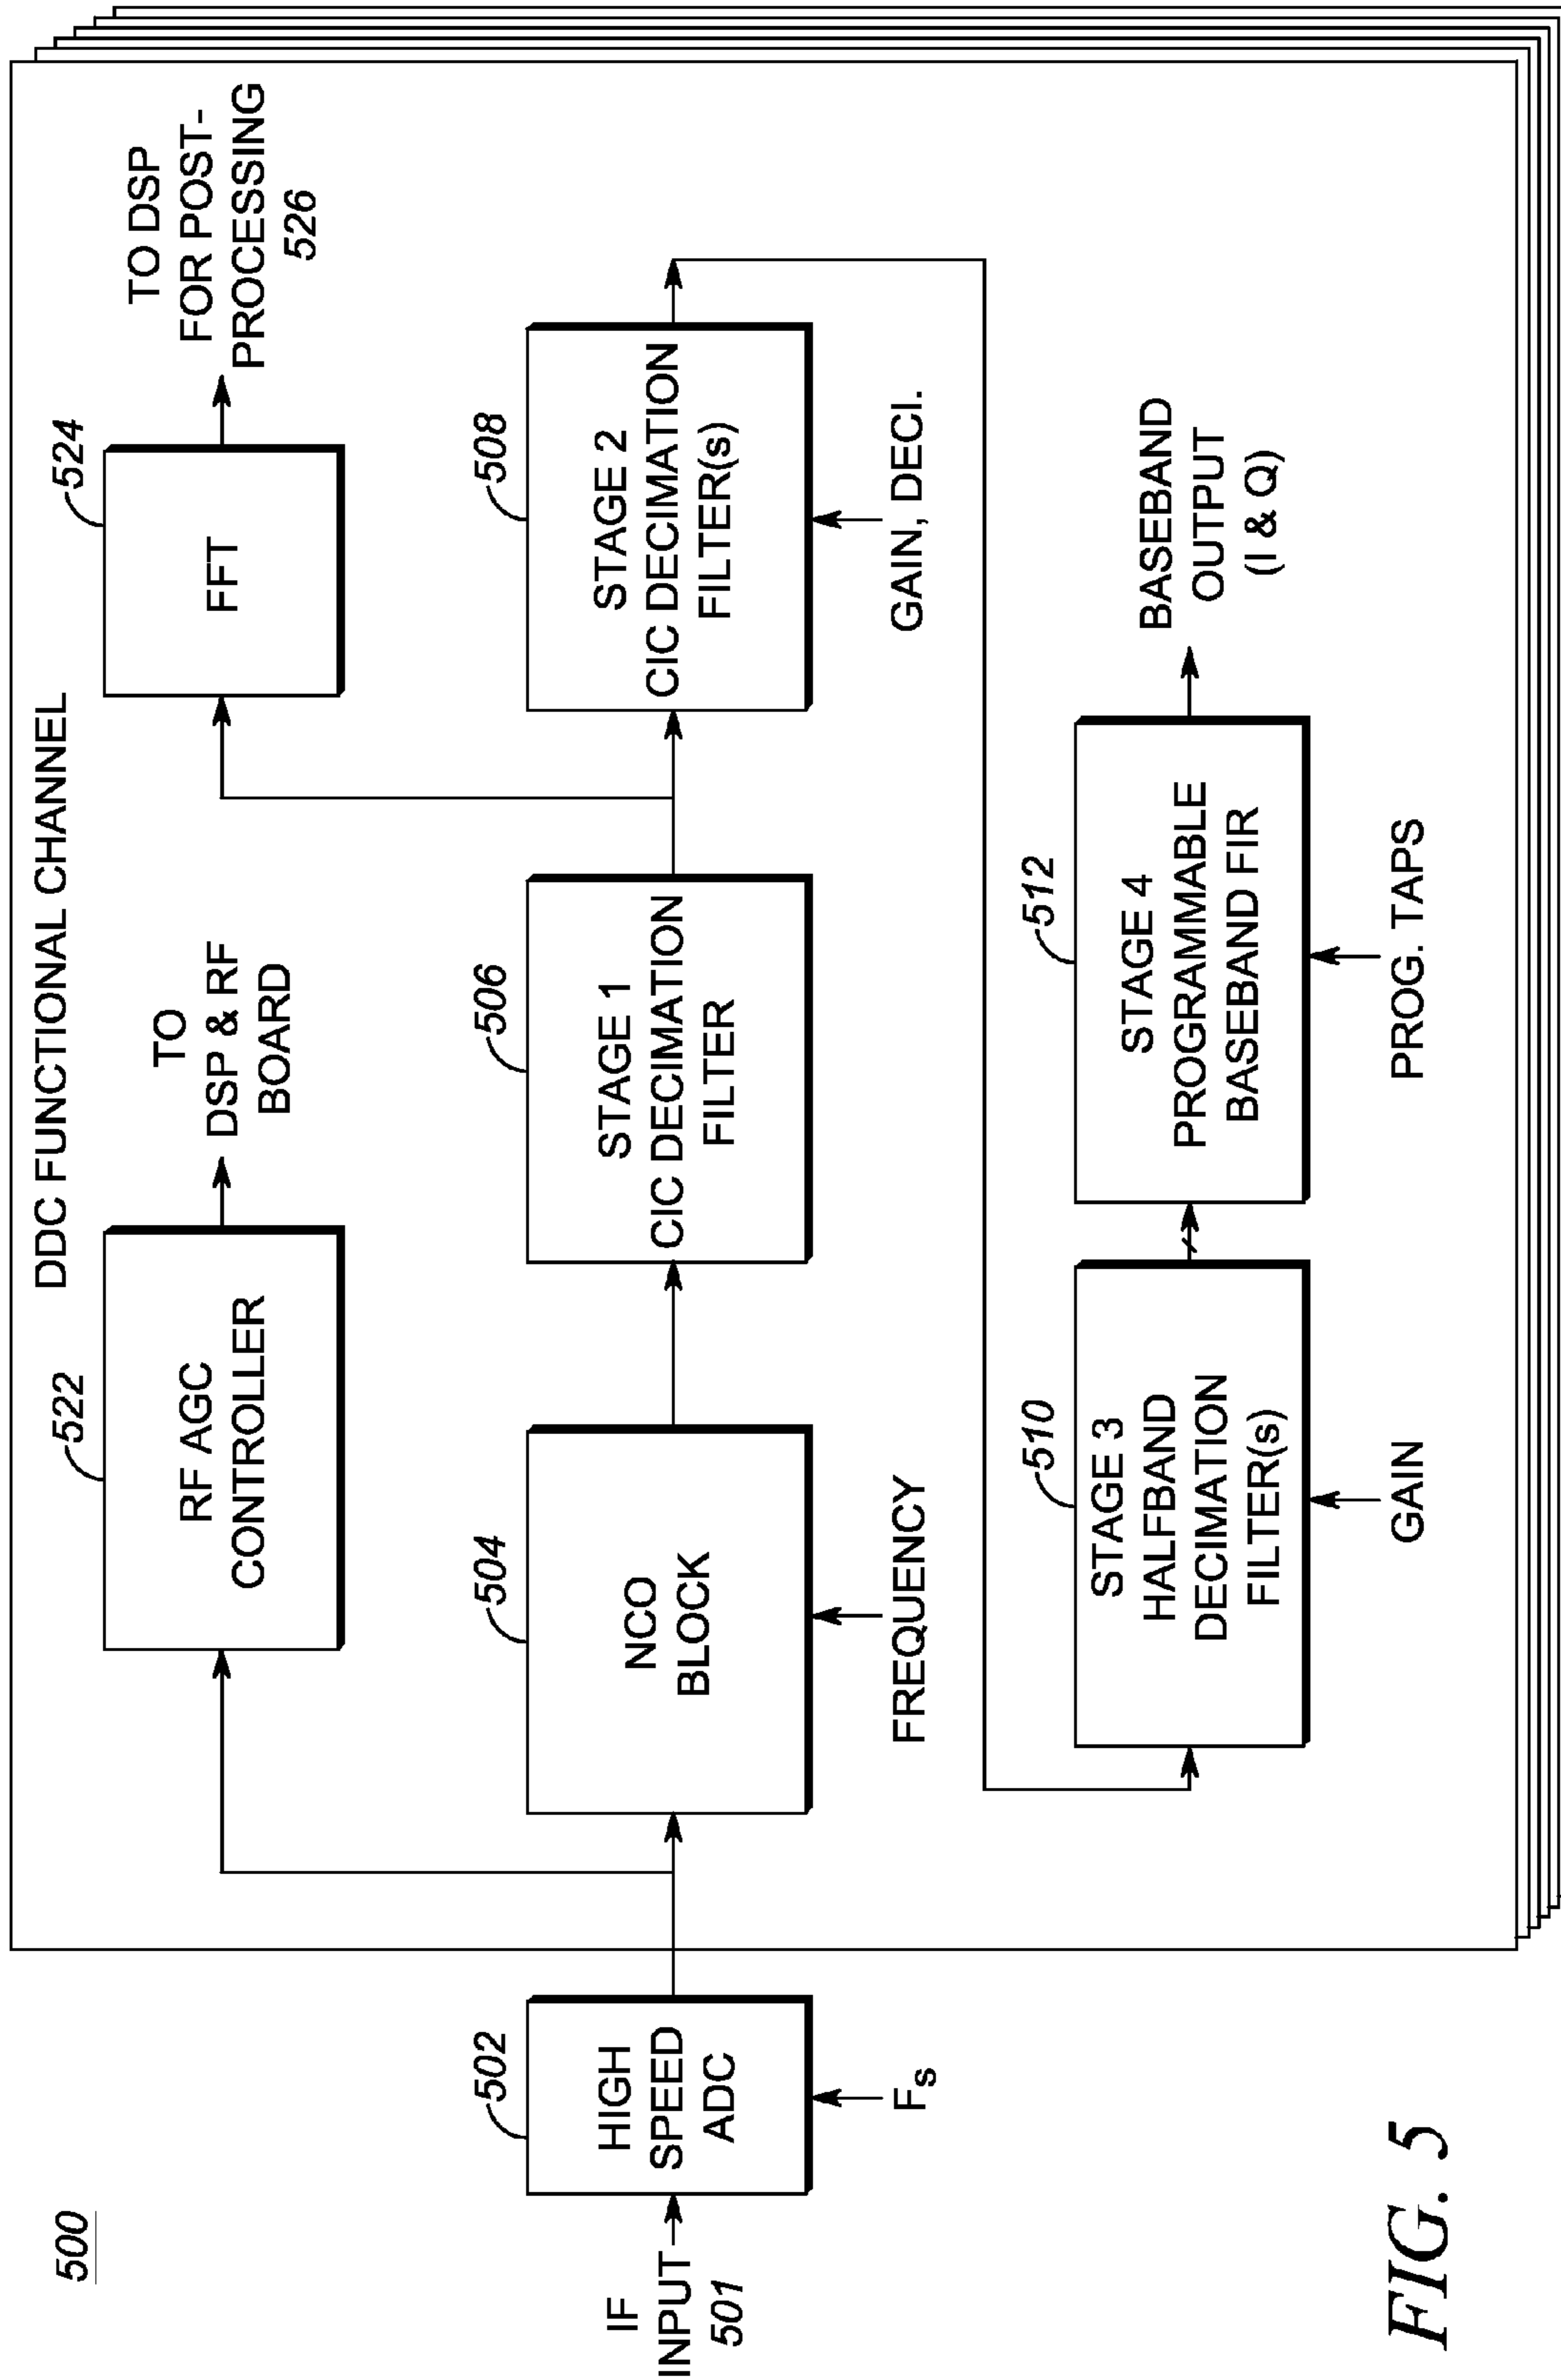 500
DDC FUNCTIONAL CHANNEL
522
RF AGC
CONTROLLER
TO
DSP & RF
BOARD
524
FFT
TO DSP
FOR POST-
PROCESSING
526
IF
INPUT
501
502
HIGH
SPEED
ADC
Fs
504
NCO
BLOCK
FREQUENCY
506
STAGE 1
CIC DECIMATION
FILTER
508
STAGE 2
CIC DECIMATION
FILTER(s)
GAIN, DECI.
510
STAGE 3
HALFBAND
DECIMATION
FILTER(s)
GAIN
512
STAGE 4
PROGRAMMABLE
BASEBAND FIR
PROG. TAPS
BASEBAND
OUTPUT
(I & Q)
FIG. 5